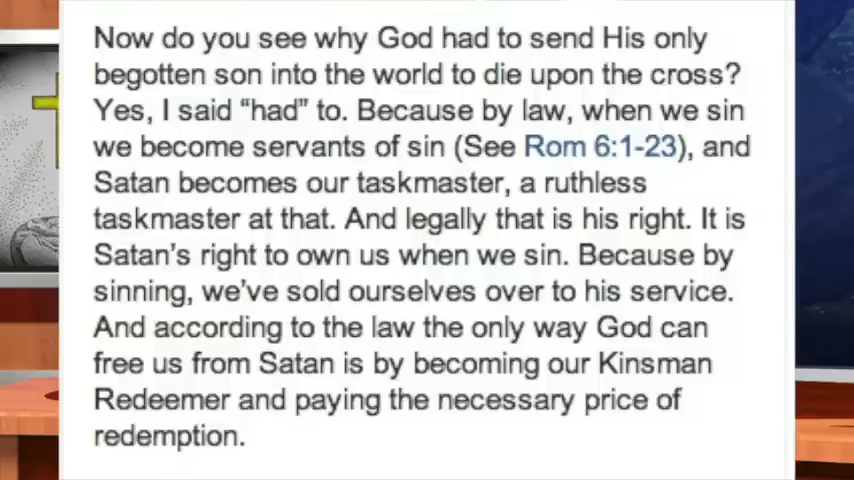 Now do you see why God had to send His only
begotten son into the world to die upon the cross?
Yes, I said “had” to. Because by law, when we sin
we become servants of sin (See Rom 6:1-23), and
Satan becomes our taskmaster, a ruthless
taskmaster at that. And legally that is his right. It is
Satan’s right to own us when we sin. Because by
sinning, we’ve sold ourselves over to his service.
And according to the law the only way God can
free us from Satan is by becoming our Kinsman
Redeemer and paying the necessary price of
redemption.